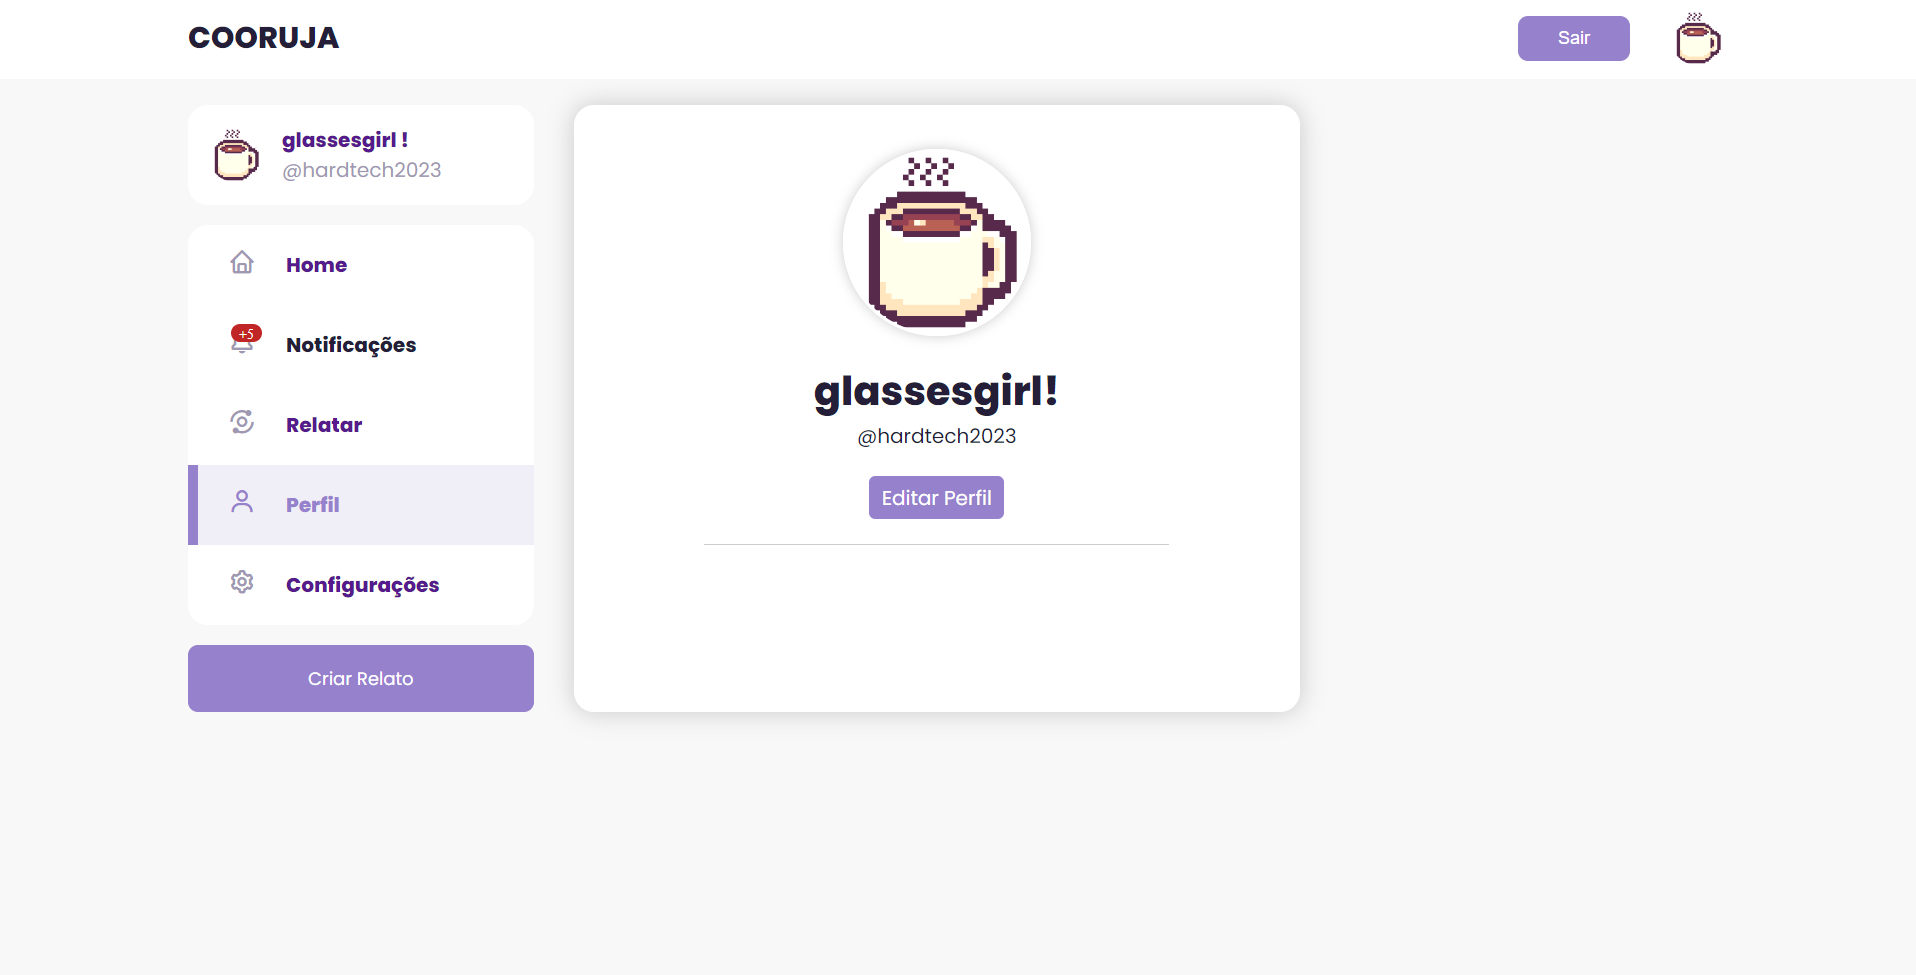 COORUJA
Sair
glassesgirl !
@hardtech2023
Home
+5
Notificações
Relatar
Perfil
Configurações
Criar Relato
glassesgirl!
@hardtech2023
Editar Perfil